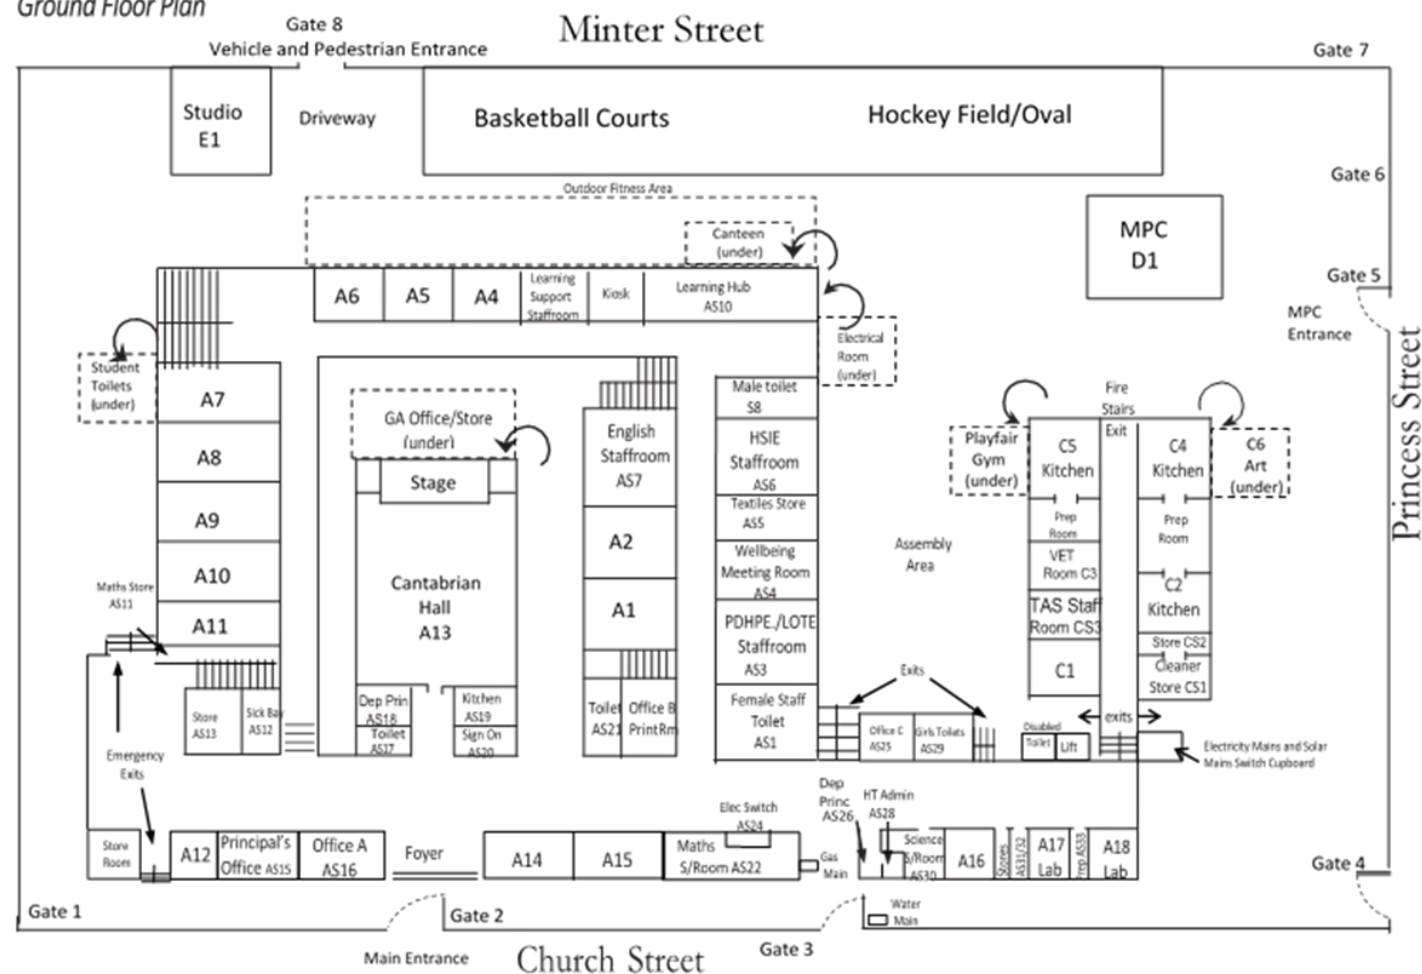 Ground Floor Plan
Gate 8
Vehicle and Pedestrian Entrance
Minter Street
Gate 7
Studio
E1
Driveway
Basketball Courts
Hockey Field/Oval
Gate 6
Outdoor Fitness Area
Canteen
(under)
MPC
D1
Gate 5
MPC
Entrance
Princess Street
A6
A5
A4
Learning
Support
Staffroom
Kiosk
Learning Hub
AS10
Electrical
Room
(under)
Student
Toilets
(under)
A7
A8
A9
A10
A11
Maths Store
AS11
GA Office/Store
(under)
Stage
Cantabrian
Hall
A13
Dep Prin
AS18
Toilet
AS17
Kitchen
AS19
Sign On
AS20
English
Staffroom
AS7
A2
A1
Toilet
AS21
Office B
PrintRm
Male toilet
S8
HSIE
Staffroom
AS6
Textiles Store
AS5
Wellbeing
Meeting Room
AS4
PDHPE./LOTE
Staffroom
AS3
Female Staff
Toilet
AS1
Assembly
Area
Fire
Stairs
Exit
Playfair
Gym
(under)
C5
Kitchen
Prep
Room
VET
Room C3
TAS Staff
Room CS3
C1
C4
Kitchen
Prep
Room
C2
Kitchen
Store CS2
Cleaner
Store CS1
C6
Art
(under)
Exits
exits
Office C
AS25
Girls Toilets
AS29
Disabled
Toilet
Lift
Electricity Mains and Solar
Mains Switch Cupboard
Store
AS13
Sick Bay
AS12
Emergency
Exits
Store
Room
A12
Principal's
Office AS15
Office A
AS16
Foyer
A14
A15
Elec Switch
AS24
Maths
S/Room AS22
Gas
Main
Dep
Princ
AS26
HT Admin
AS28
Science
S/Room
AS30
A16
Stores
AS31/32
A17
Lab
Prep AS33
A18
Lab
Gate 4
Gate 1
Gate 2
Main Entrance
Church Street
Gate 3
Water
Main